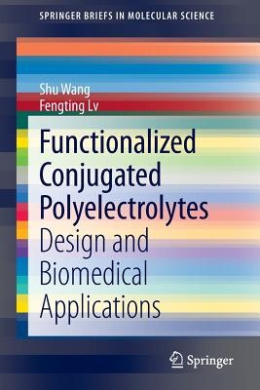 SPRINGER BRIEFS IN MOLECULAR SCIENCE
Shu Wang
Fengting Lv
Functionalized
Conjugated
Polyelectrolytes
Design and
Biomedical
Applications
Springer